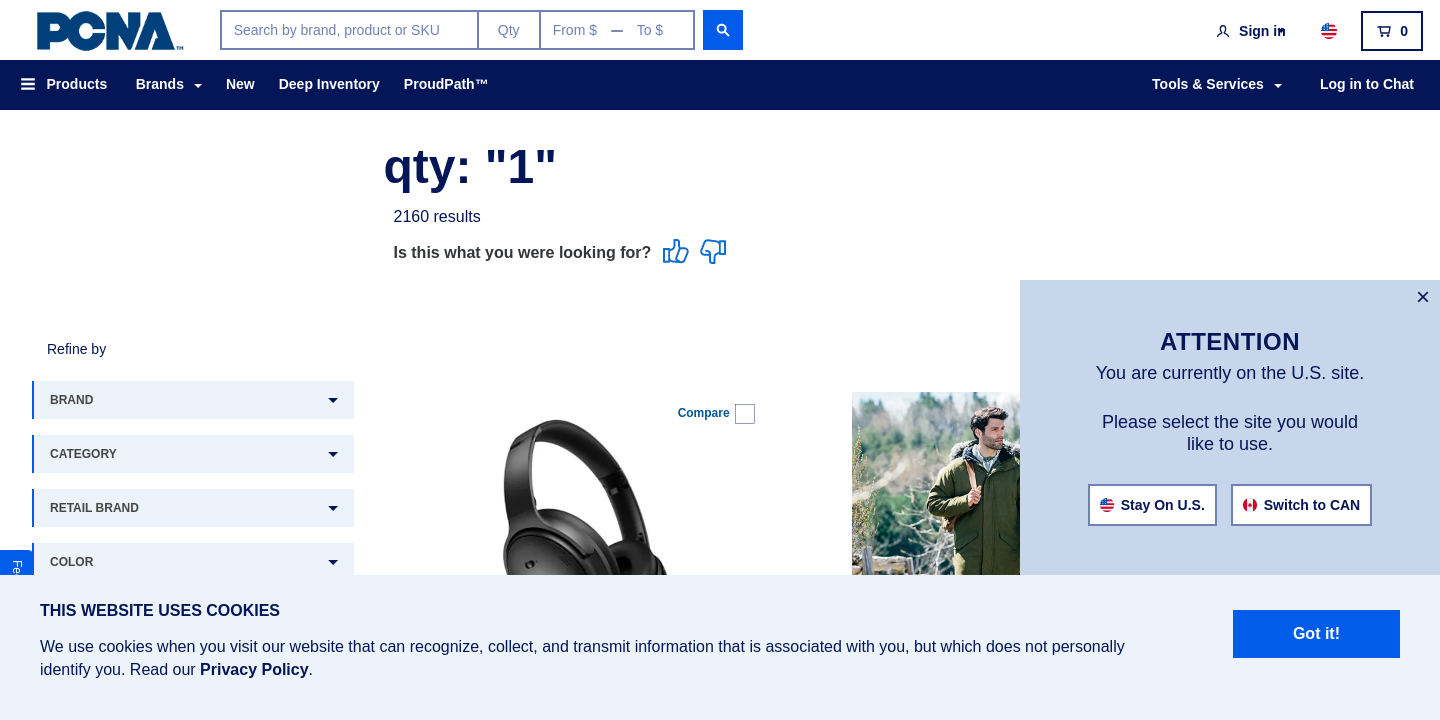 PCNA™
Search by brand, product or SKU
Qty
From $
To $
Sign in
0
Products
Brands
New
Deep Inventory
ProudPath™
Tools & Services
Log in to Chat
qty: "1"
2160 results
Is this what you were looking for?
ATTENTION
You are currently on the U.S. site.
Please select the site you would
like to use.
Stay On U.S.
Switch to CAN
Refine by
BRAND
CATEGORY
RETAIL BRAND
COLOR
Compare
THIS WEBSITE USES COOKIES
We use cookies when you visit our website that can recognize, collect, and transmit information that is associated with you, but which does not personally
identify you. Read our Privacy Policy.
Got it!